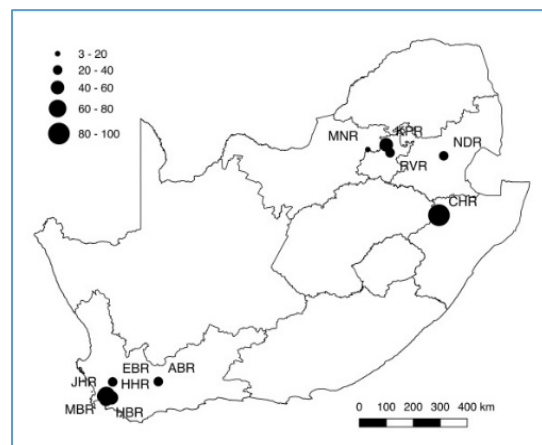 3 - 20
20 - 40
40 - 60
60 - 80
80 - 100
MNR KPR
RVR NDR
CHR
EBR ABR
JHR HHR
MBR HBR
0 100 200 300 400 km